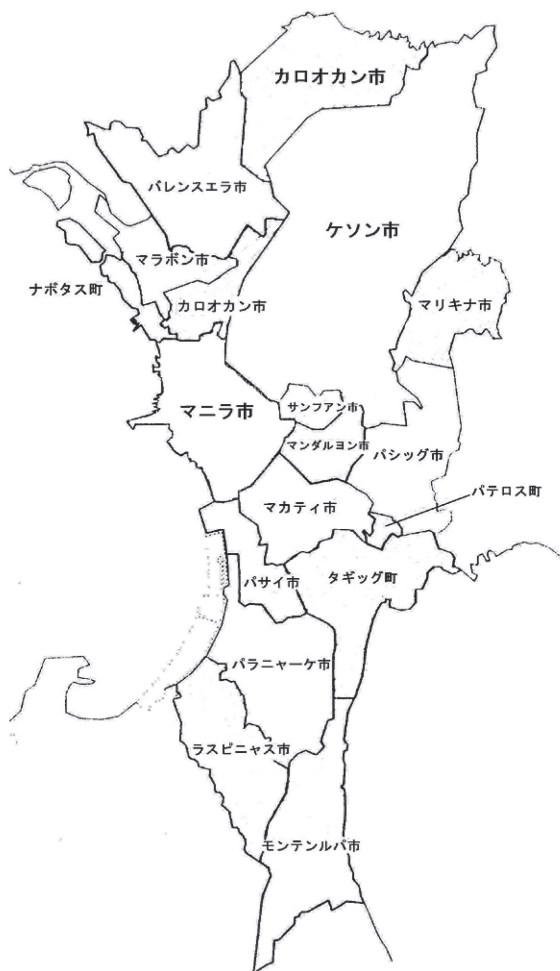 カロオカン市
バレンスエラ市
ケソン市
マラボン市
ナボタス町
カロオカン市
マリキナ市
サンフアン市
マニラ市
マンダルヨン市
パシッグ市
パテロス町
マカティ市
パサイ市
タギッグ町
パラニャーケ市
ラスピニャス市
モンテンルパ市